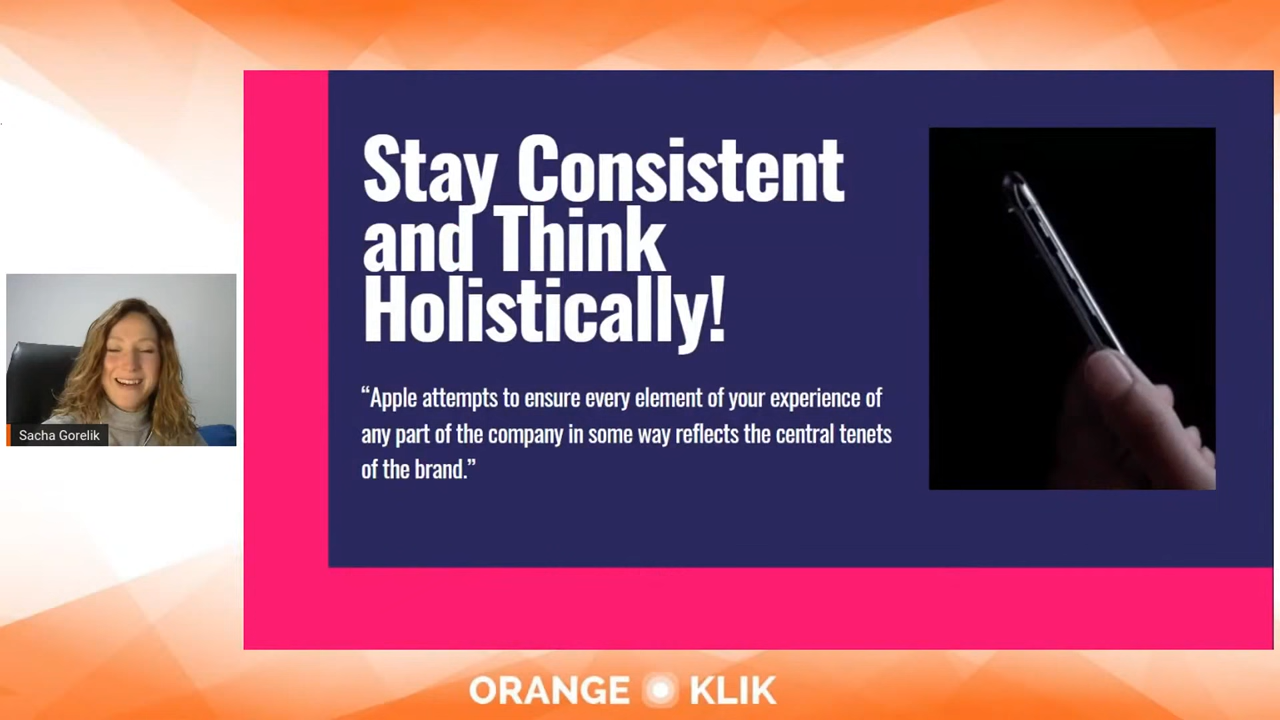 Stay Consistent
and Think
Holistically!
“Apple attempts to ensure every element of your experience of
any part of the company in some way reflects the central tenets
of the brand.”
Sacha Gorelik
ORANGE KLIK